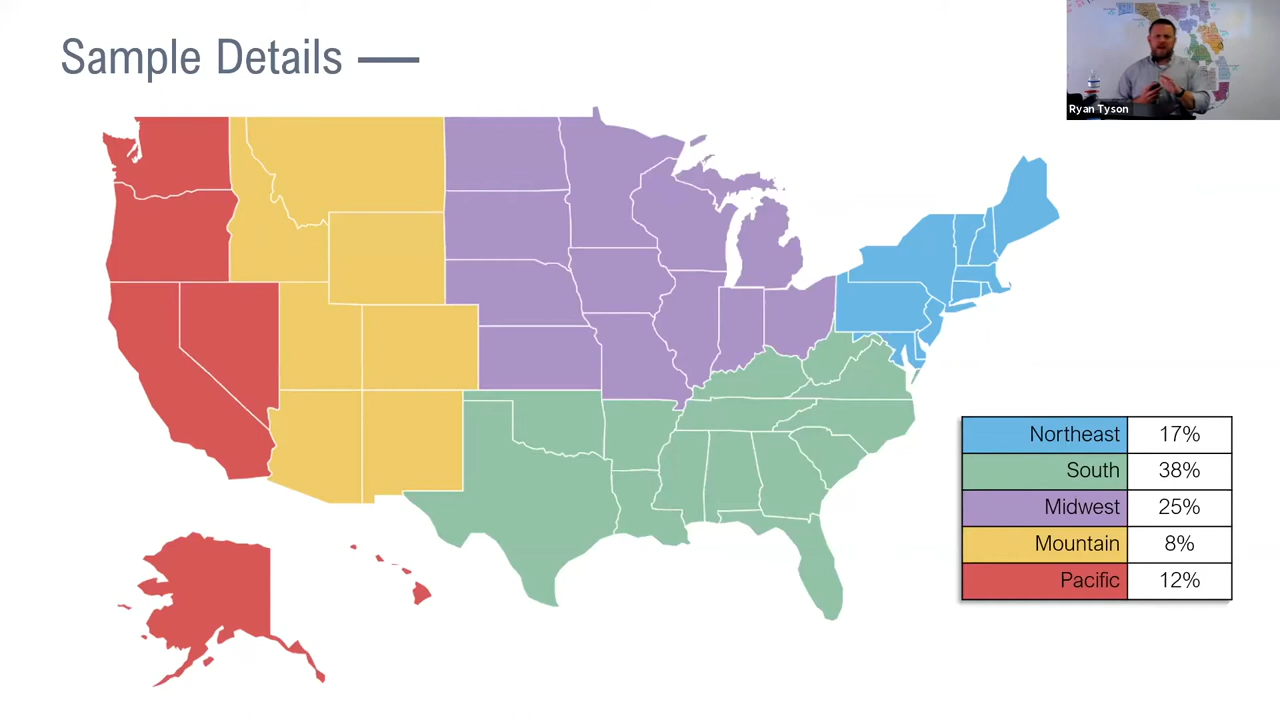 Sample Details —
Ryan Tyson
Northeast 17%
South 38%
Midwest 25%
Mountain 8%
Pacific 12%